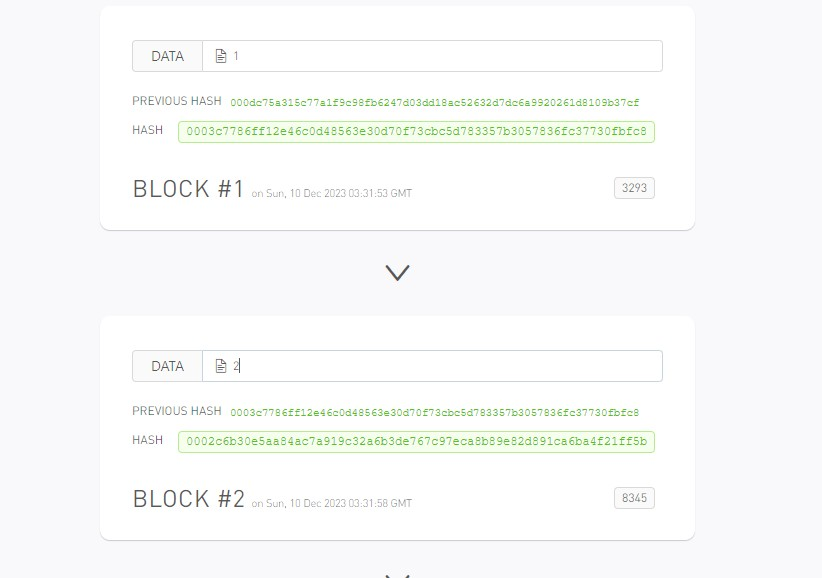 DATA 1
PREVIOUS HASH 000dc75a315c77a1f9c98fb6247d03dd18ac52632d7dc6a9920261d8109b37cf
HASH 0003c7786ff12e46c0d48563e30d70f73cbc5d783357b3057836fc37730fbfc8
BLOCK #1 on Sun, 10 Dec 2023 03:31:53 GMT 3293
DATA 2
PREVIOUS HASH 0003c7786ff12e46c0d48563e30d70f73cbc5d783357b3057836fc37730fbfc8
HASH 0002c6b30e5aa84ac7a919c32a6b3de767c97eca8b89e82d891ca6ba4f21ff5b
BLOCK #2 on Sun, 10 Dec 2023 03:31:58 GMT 8345